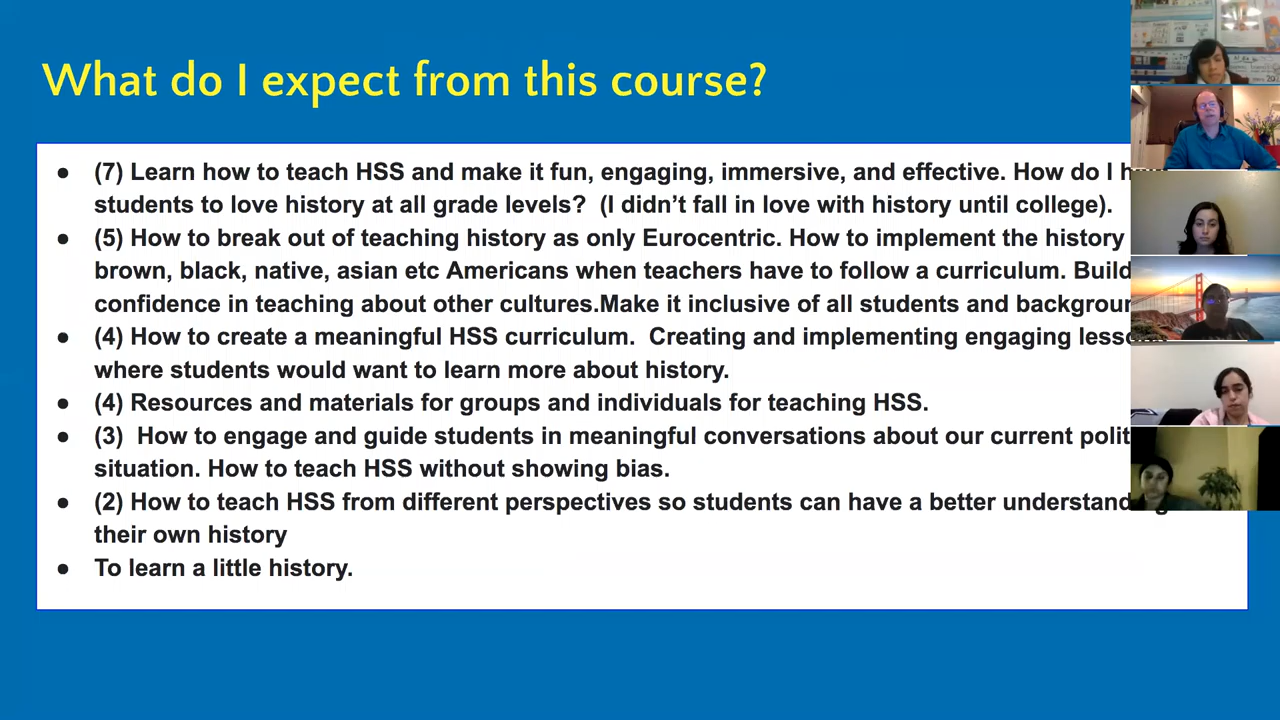 What do I expect from this course?
● (7) Learn how to teach HSS and make it fun, engaging, immersive, and effective. How do I
students to love history at all grade levels?  (I didn't fall in love with history until college).
● (5) How to break out of teaching history as only Eurocentric. How to implement the history
brown, black, native, asian etc Americans when teachers have to follow a curriculum. Build
confidence in teaching about other cultures.Make it inclusive of all students and
● (4) How to create a meaningful HSS curriculum.  Creating and implementing engaging
where students would want to learn more about history.
● (4) Resources and materials for groups and individuals for teaching HSS.
● (3)  How to engage and guide students in meaningful conversations about our current
situation. How to teach HSS without showing bias.
● (2) How to teach HSS from different perspectives so students can have a better
their own history
● To learn a little history.